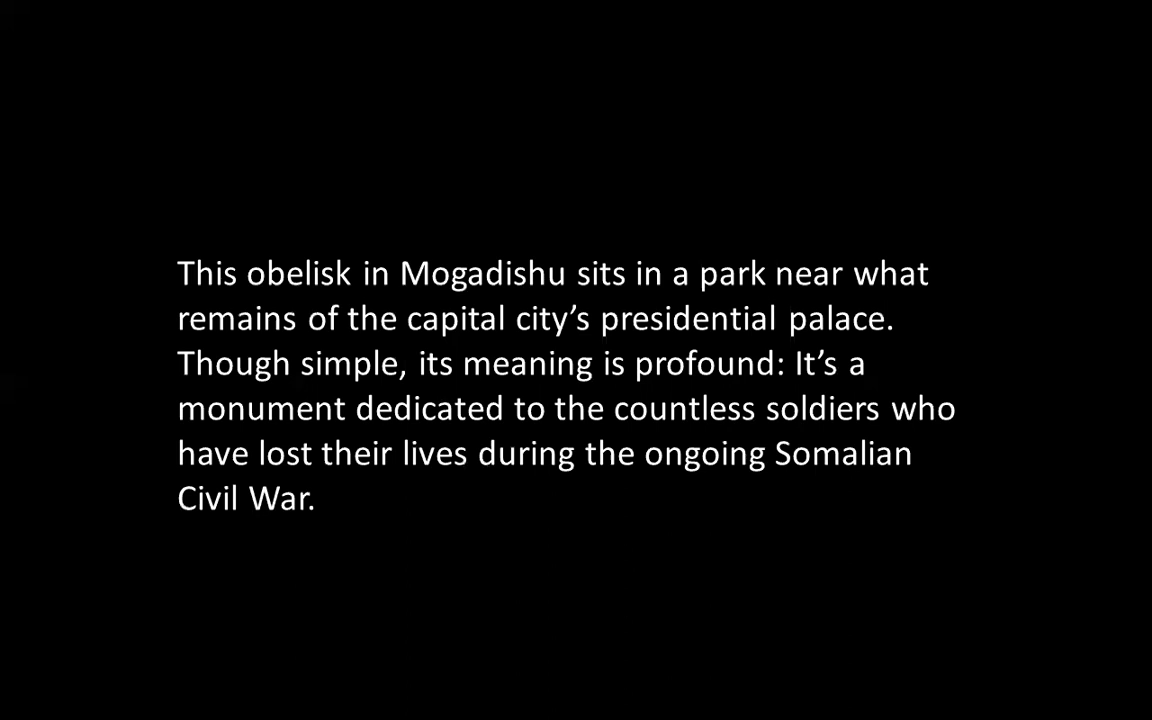 This obelisk in Mogadishu sits in a park near what
remains of the capital city’s presidential palace.
Though simple, its meaning is profound: It’s a
monument dedicated to the countless soldiers who
have lost their lives during the ongoing Somalian
Civil War.